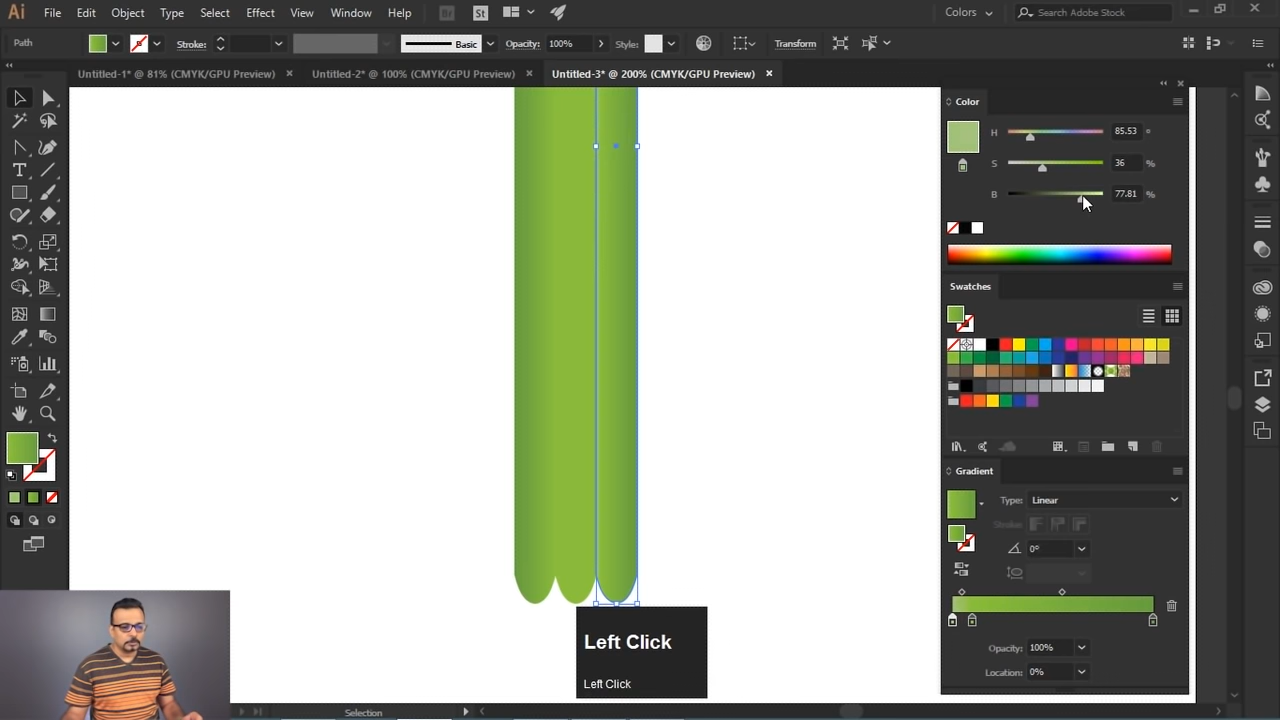 Ai File Edit Object Type Select Effect View Window Help Br St Colors Search Adobe Stock
Path Stroke: Basic Opacity: 100% Style: Transform
Untitled-1* @ 81% (CMYK/GPU Preview) × Untitled-2* @ 100% (CMYK/GPU Preview) × Untitled-3* @ 200% (CMYK/GPU Preview) ×
Color
H 85.53 °
S 36 %
B 77.81 %
Swatches
Gradient
Type: Linear
Stroke:
0°
Opacity: 100%
Location: 0%
Left Click
Left Click
Selection